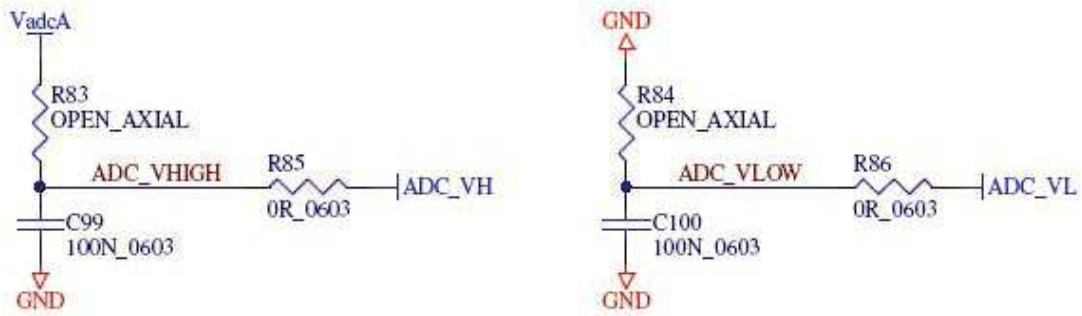 VadcA
R83
OPEN_AXIAL
ADC_VHIGH
R85
0R_0603
ADC_VH
C99
100N_0603
GND
GND
R84
OPEN_AXIAL
ADC_VLOW
R86
0R_0603
ADC_VL
C100
100N_0603
GND